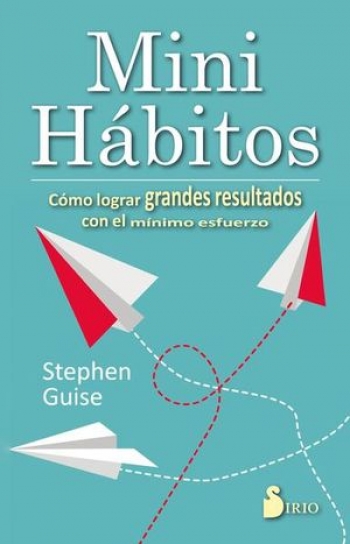 Mini
Hábitos
Cómo lograr grandes resultados
con el mínimo esfuerzo
Stephen
Guise
SIRIO